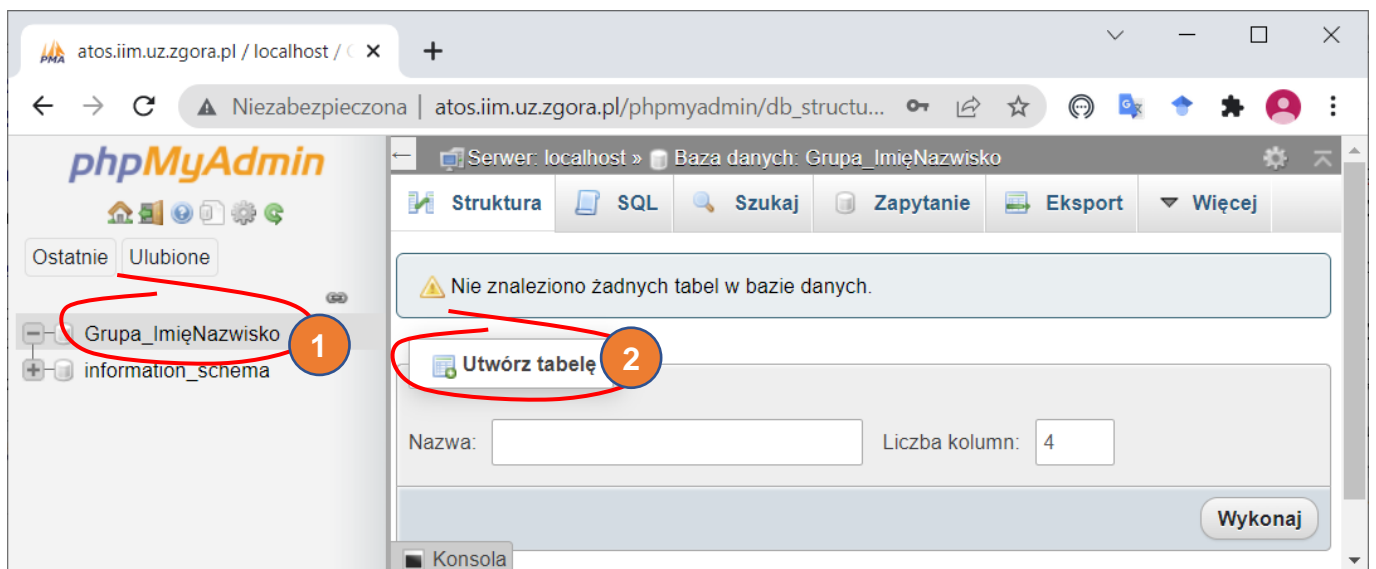 atos.iim.uz.zgora.pl / localhost /
Niezabezpieczona | atos.iim.uz.zgora.pl/phpmyadmin/db_structu...
phpMyAdmin
Serwer: localhost » Baza danych: Grupa_ImięNazwisko
Struktura SQL Szukaj Zapytanie Eksport Więcej
Ostatnie Ulubione
Nie znaleziono żadnych tabel w bazie danych.
Grupa_ImięNazwisko 1
information_schema
Utwórz tabelę 2
Nazwa: Liczba kolumn: 4
Wykonaj
Konsola